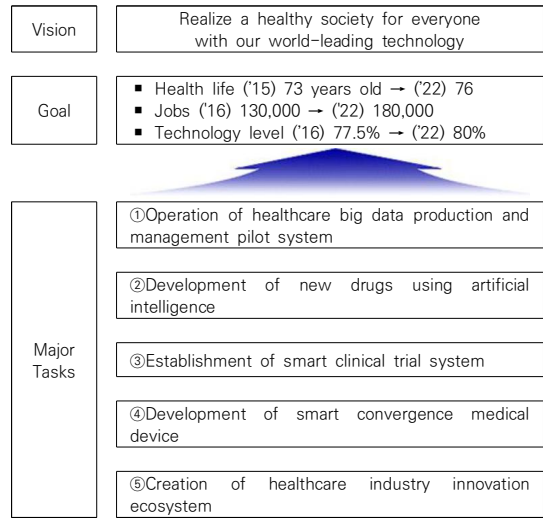 Vision
Realize a healthy society for everyone
with our world-leading technology
Goal
▪ Health life ('15) 73 years old → ('22) 76
▪ Jobs ('16) 130,000 → ('22) 180,000
▪ Technology level ('16) 77.5% → ('22) 80%
Major
Tasks
①Operation of healthcare big data production and
management pilot system
②Development of new drugs using artificial
intelligence
③Establishment of smart clinical trial system
④Development of smart convergence medical
device
⑤Creation of healthcare industry innovation
ecosystem